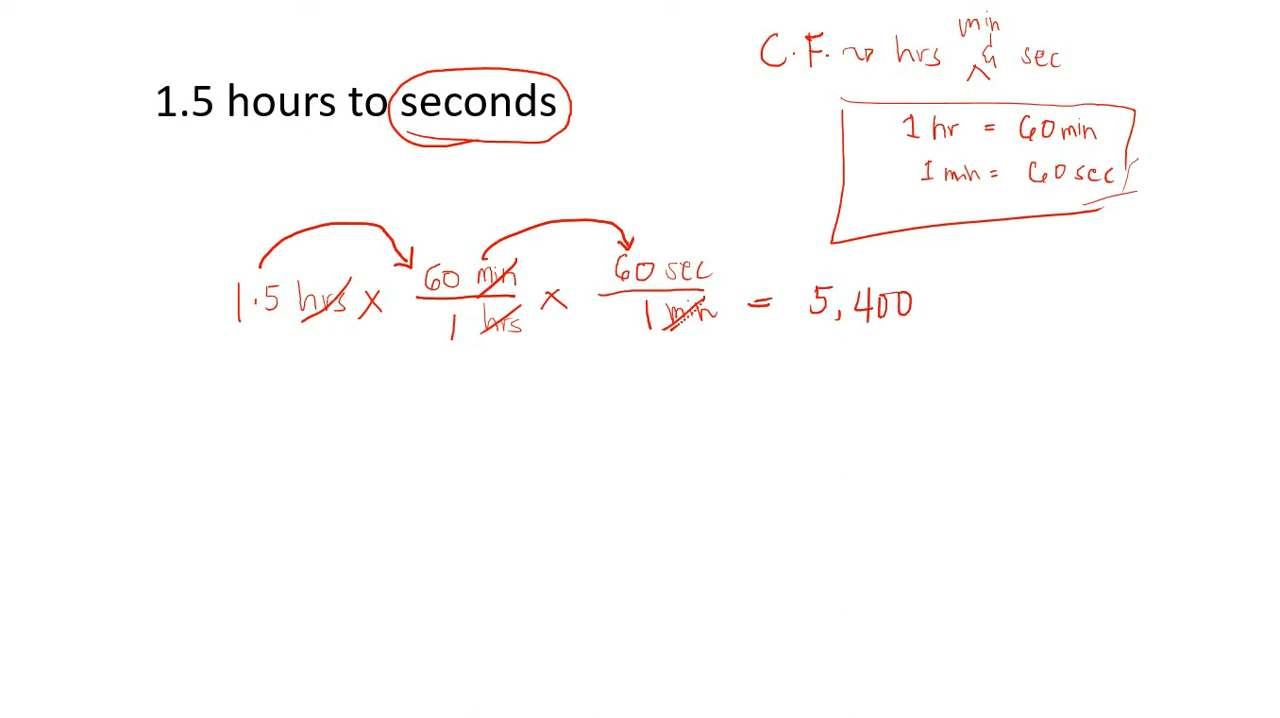 1.5 hours to seconds
min
C.F. ~> hrs & sec
1 hr = 60 min
1 min = 60 sec
1.5 hrs x 60 min / 1 hrs x 60 sec / 1 min = 5,400